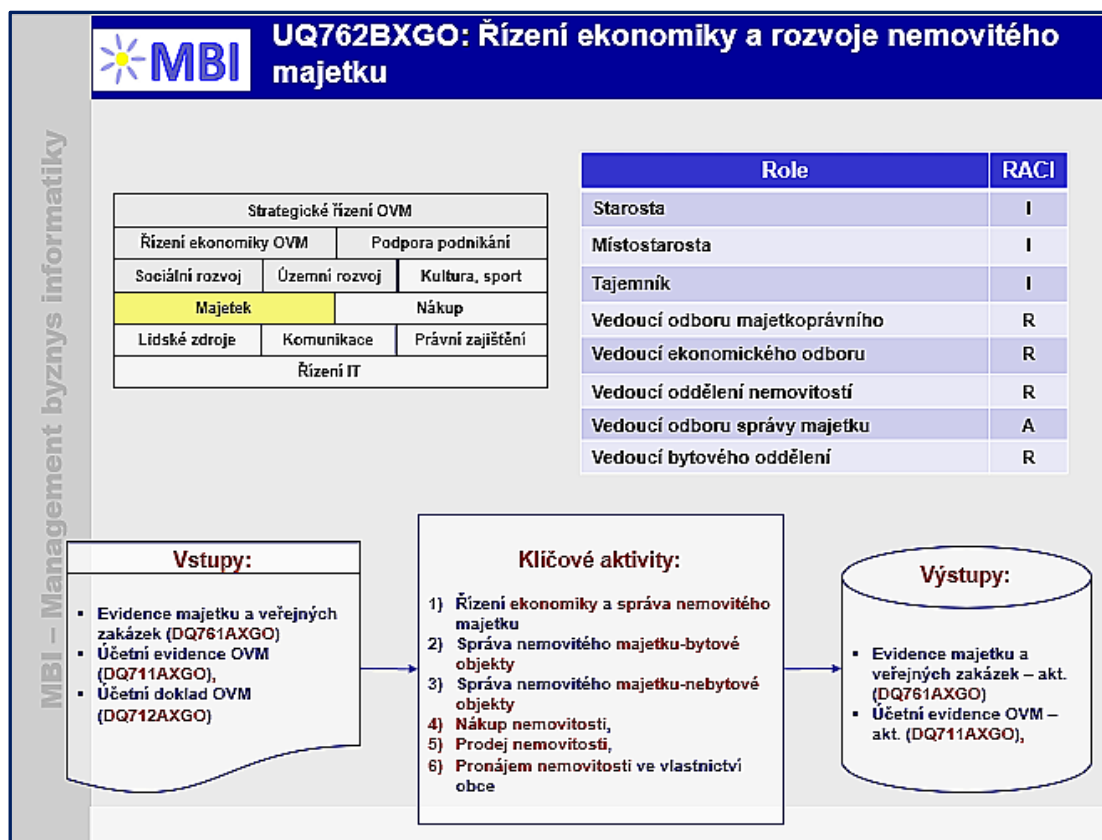 MBI
UQ762BXGO: Řízení ekonomiky a rozvoje nemovitého
majetku
MBI – Management byznys informatiky
Strategické řízení OVM
Řízení ekonomiky OVM
Podpora podnikání
Sociální rozvoj
Územní rozvoj
Kultura, sport
Majetek
Nákup
Lidské zdroje
Komunikace
Právní zajištění
Řízení IT
Role RACI
Starosta I
Místostarosta I
Tajemník I
Vedoucí odboru majetkoprávního R
Vedoucí ekonomického odboru R
Vedoucí oddělení nemovitostí R
Vedoucí odboru správy majetku A
Vedoucí bytového oddělení R
Vstupy:
▪ Evidence majetku a veřejných
zakázek (DQ761AXGO)
▪ Účetní evidence OVM
(DQ711AXGO),
▪ Účetní doklad OVM
(DQ712AXGO)
Klíčové aktivity:
1) Řízení ekonomiky a správa nemovitého
majetku
2) Správa nemovitého majetku-bytové
objekty
3) Správa nemovitého majetku-nebytové
objekty
4) Nákup nemovitosti,
5) Prodej nemovitosti,
6) Pronájem nemovitosti ve vlastnictví
obce
Výstupy:
▪ Evidence majetku a
veřejných zakázek – akt.
(DQ761AXGO)
▪ Účetní evidence OVM –
akt. (DQ711AXGO),